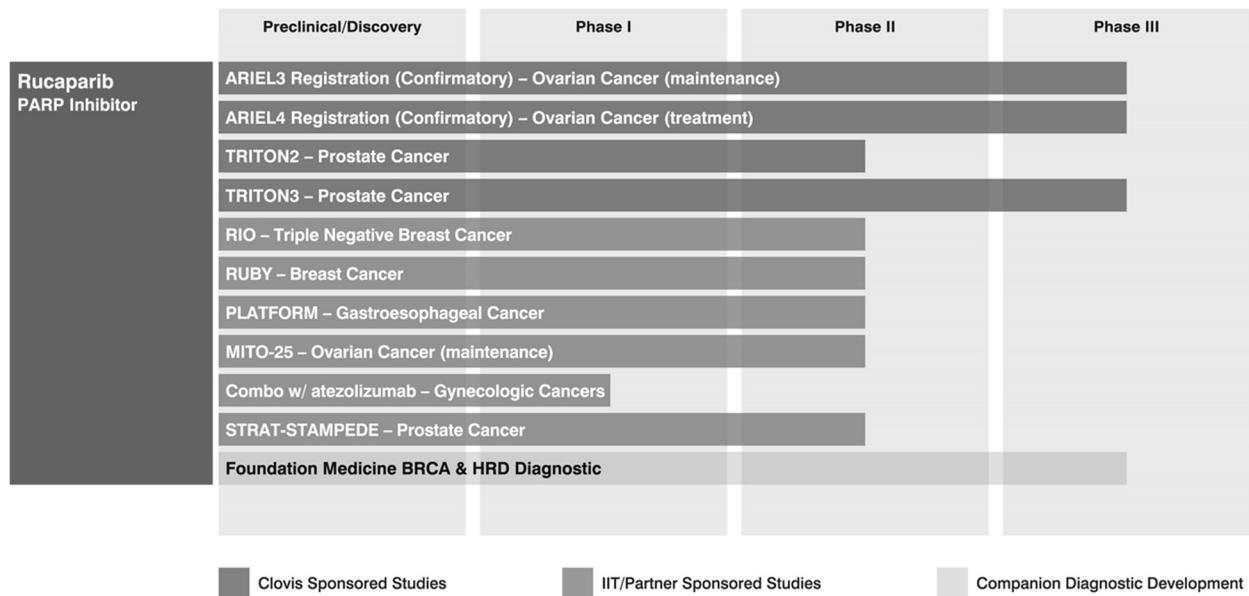 Preclinical/Discovery
Phase I
Phase II
Phase III
Rucaparib
PARP Inhibitor
ARIEL3 Registration (Confirmatory) – Ovarian Cancer (maintenance)
ARIEL4 Registration (Confirmatory) – Ovarian Cancer (treatment)
TRITON2 – Prostate Cancer
TRITON3 – Prostate Cancer
RIO – Triple Negative Breast Cancer
RUBY – Breast Cancer
PLATFORM – Gastroesophageal Cancer
MITO-25 – Ovarian Cancer (maintenance)
Combo w/ atezolizumab – Gynecologic Cancers
STRAT-STAMPEDE – Prostate Cancer
Foundation Medicine BRCA & HRD Diagnostic
Clovis Sponsored Studies
IIT/Partner Sponsored Studies
Companion Diagnostic Development